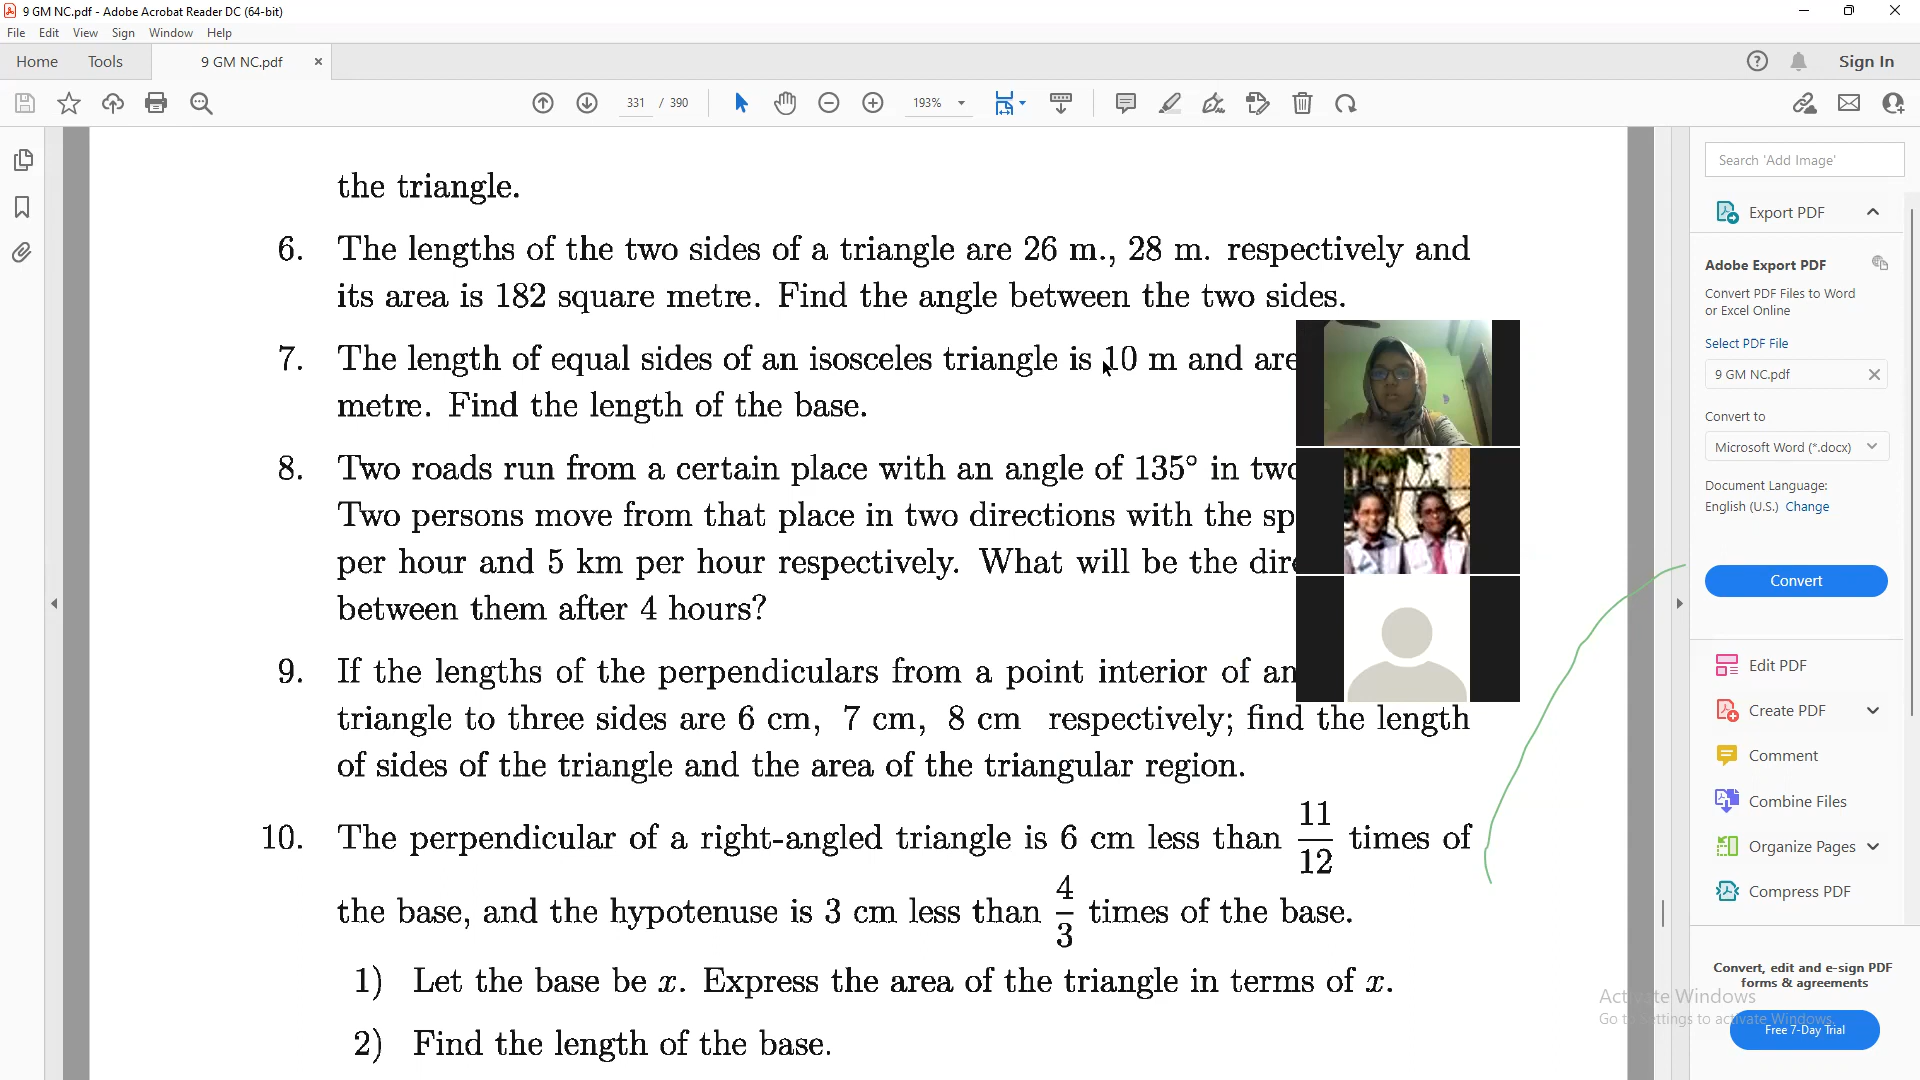 9 GM NC.pdf - Adobe Acrobat Reader DC (64-bit)
File Edit View Sign Window Help
Home Tools 9 GM NC.pdf × Sign In
331 / 390 193%
the triangle.
6. The lengths of the two sides of a triangle are 26 m., 28 m. respectively and
its area is 182 square metre. Find the angle between the two sides.
7. The length of equal sides of an isosceles triangle is 10 m and are
metre. Find the length of the base.
8. Two roads run from a certain place with an angle of 135° in two
Two persons move from that place in two directions with the sp
per hour and 5 km per hour respectively. What will be the dire
between them after 4 hours?
9. If the lengths of the perpendiculars from a point interior of an
triangle to three sides are 6 cm, 7 cm, 8 cm respectively; find the length
of sides of the triangle and the area of the triangular region.
10. The perpendicular of a right-angled triangle is 6 cm less than 11/12 times of
the base, and the hypotenuse is 3 cm less than 4/3 times of the base.
1) Let the base be x. Express the area of the triangle in terms of x.
2) Find the length of the base.
Search 'Add Image'
Export PDF
Adobe Export PDF
Convert PDF Files to Word
or Excel Online
Select PDF File
9 GM NC.pdf
Convert to
Microsoft Word (*.docx)
Document Language:
English (U.S.) Change
Convert
Edit PDF
Create PDF
Comment
Combine Files
Organize Pages
Compress PDF
Convert, edit and e-sign PDF
forms & agreements
Free 7-Day Trial
Activate Windows
Go to Settings to activate Windows.